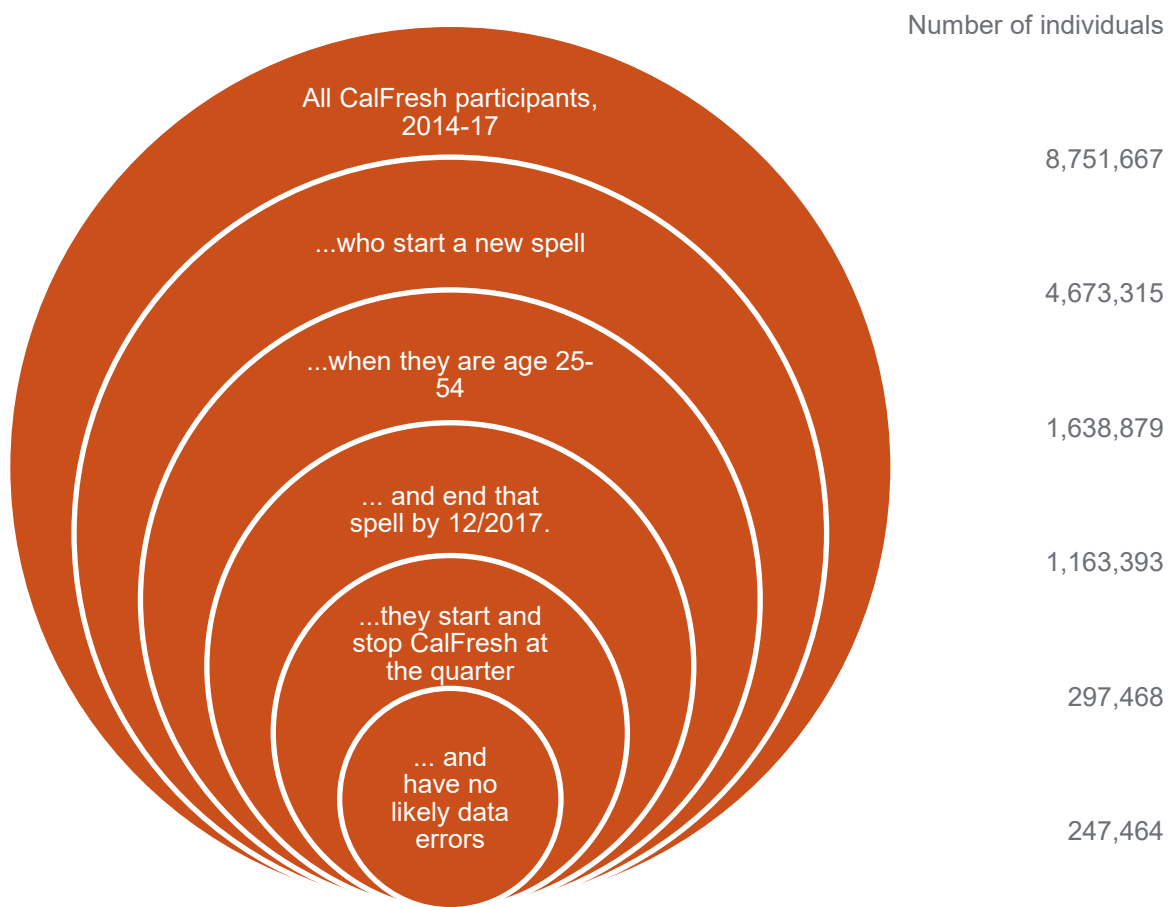 Number of individuals
All CalFresh participants,
2014-17
8,751,667
...who start a new spell
4,673,315
...when they are age 25-
54
1,638,879
... and end that
spell by 12/2017.
1,163,393
...they start and
stop CalFresh at
the quarter
297,468
... and
have no
likely data
errors
247,464